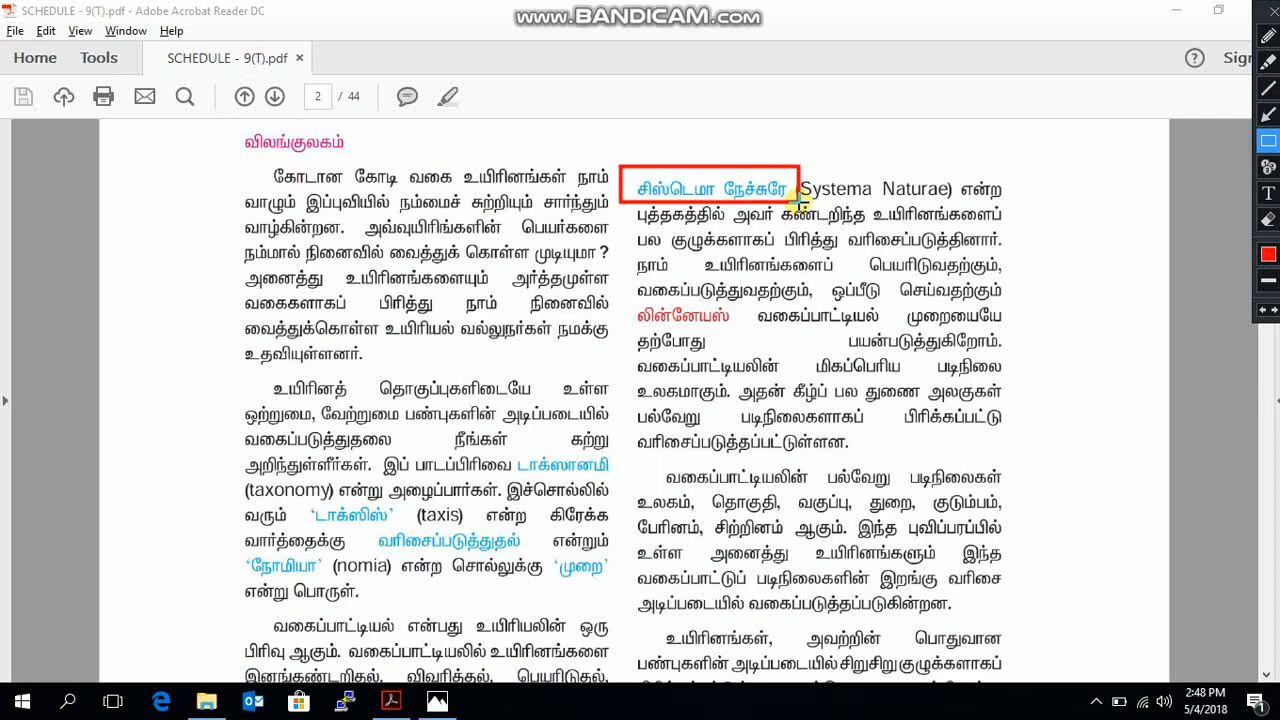 SCHEDULE - 9(T).pdf - Adobe Acrobat Reader DC
www.BANDICAM.com
File Edit View Window Help
Home Tools SCHEDULE - 9(T).pdf × ? Sign
2 / 44
விலங்குலகம்
கோடான கோடி வகை உயிரினங்கள் நாம்
வாழும் இப்புவியில் நம்மைச் சுற்றியும் சார்ந்தும்
வாழ்கின்றன. அவ்வுயிரிங்களின் பெயர்களை
நம்மால் நினைவில் வைத்துக் கொள்ள முடியுமா ?
அனைத்து உயிரினங்களையும் அர்த்தமுள்ள
வகைகளாகப் பிரித்து நாம் நினைவில்
வைத்துக்கொள்ள உயிரியல் வல்லுநர்கள் நமக்கு
உதவியுள்ளனர்.
உயிரினத் தொகுப்புகளிடையே உள்ள
ஒற்றுமை, வேற்றுமை பண்புகளின் அடிப்படையில்
வகைப்படுத்துதலை நீங்கள் கற்று
அறிந்துள்ளீர்கள். இப் பாடப்பிரிவை டாக்ஸானமி
(taxonomy) என்று அழைப்பார்கள். இச்சொல்லில்
வரும் ‘டாக்ஸிஸ்’ (taxis) என்ற கிரேக்க
வார்த்தைக்கு வரிசைப்படுத்துதல் என்றும்
‘நோமியா’ (nomia) என்ற சொல்லுக்கு ‘முறை’
என்று பொருள்.
வகைப்பாட்டியல் என்பது உயிரியலின் ஒரு
பிரிவு ஆகும். வகைப்பாட்டியலில் உயிரினங்களை
இனங்கண்டறிதல், விவரித்தல், பெயரிடுதல்,
சிஸ்டெமா நேச்சுரே (Systema Naturae) என்ற
புத்தகத்தில் அவர் கண்டறிந்த உயிரினங்களைப்
பல குழுக்களாகப் பிரித்து வரிசைப்படுத்தினார்.
நாம் உயிரினங்களைப் பெயரிடுவதற்கும்,
வகைப்படுத்துவதற்கும், ஒப்பீடு செய்வதற்கும்
லின்னேயஸ் வகைப்பாட்டியல் முறையையே
தற்போது பயன்படுத்துகிறோம்.
வகைப்பாட்டியலின் மிகப்பெரிய படிநிலை
உலகமாகும். அதன் கீழ்ப் பல துணை அலகுகள்
பல்வேறு படிநிலைகளாகப் பிரிக்கப்பட்டு
வரிசைப்படுத்தப்பட்டுள்ளன.
வகைப்பாட்டியலின் பல்வேறு படிநிலைகள்
உலகம், தொகுதி, வகுப்பு, துறை, குடும்பம்,
பேரினம், சிற்றினம் ஆகும். இந்த புவிப்பரப்பில்
உள்ள அனைத்து உயிரினங்களும் இந்த
வகைப்பாட்டுப் படிநிலைகளின் இறங்கு வரிசை
அடிப்படையில் வகைப்படுத்தப்படுகின்றன.
உயிரினங்கள், அவற்றின் பொதுவான
பண்புகளின் அடிப்படையில் சிறுசிறு குழுக்களாகப்
2:48 PM
5/4/2018
1